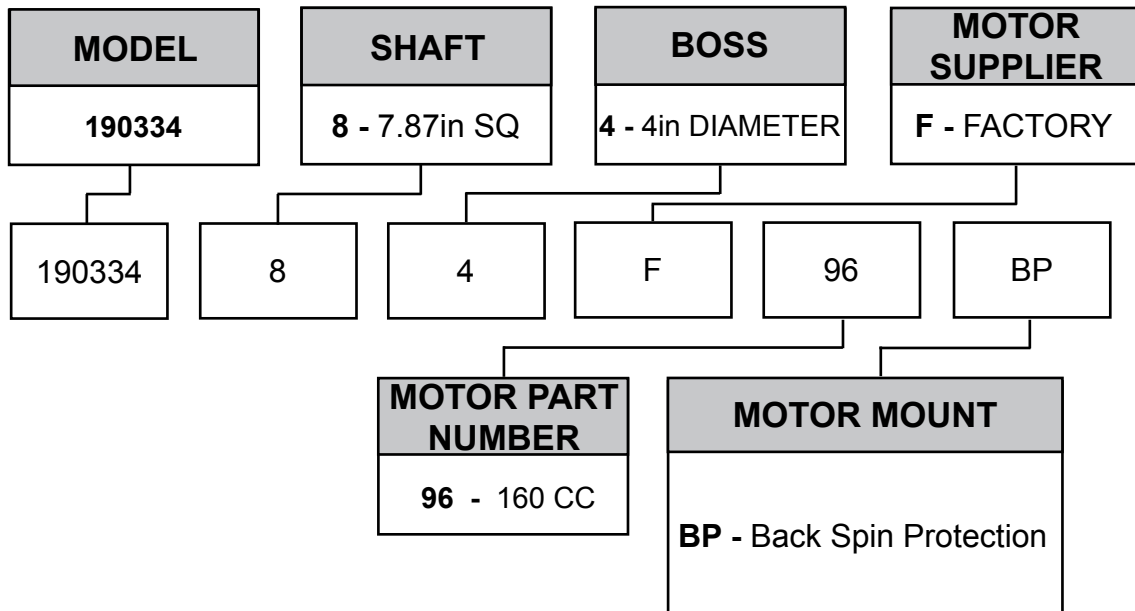 MODEL
190334
SHAFT
8 - 7.87in SQ
BOSS
4 - 4in DIAMETER
MOTOR
SUPPLIER
F - FACTORY
190334
8
4
F
96
BP
MOTOR PART
NUMBER
96 - 160 CC
MOTOR MOUNT
BP - Back Spin Protection